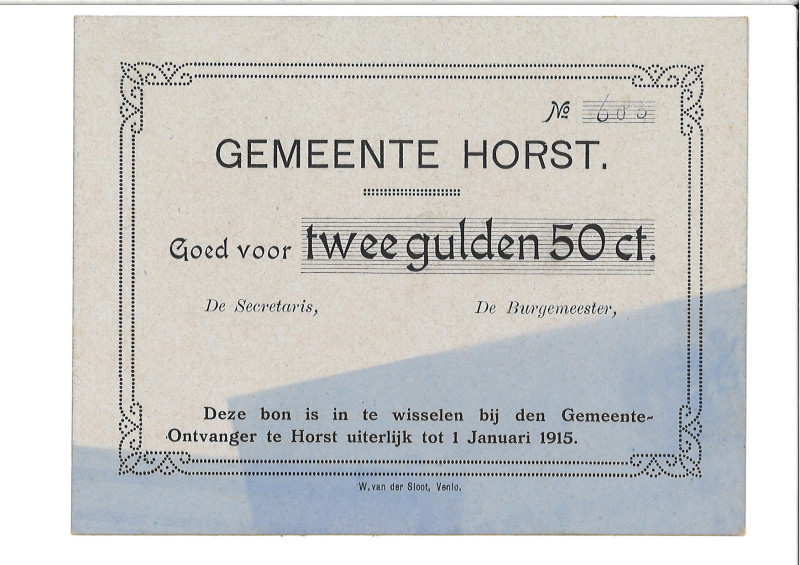 No
GEMEENTE HORST.
Goed voor twee gulden 50 ct.
De Secretaris, De Burgemeester,
Deze bon is in te wisselen bij den Gemeente-
Ontvanger te Horst uiterlijk tot 1 Januari 1915.
W. van der Sloot, Venlo.